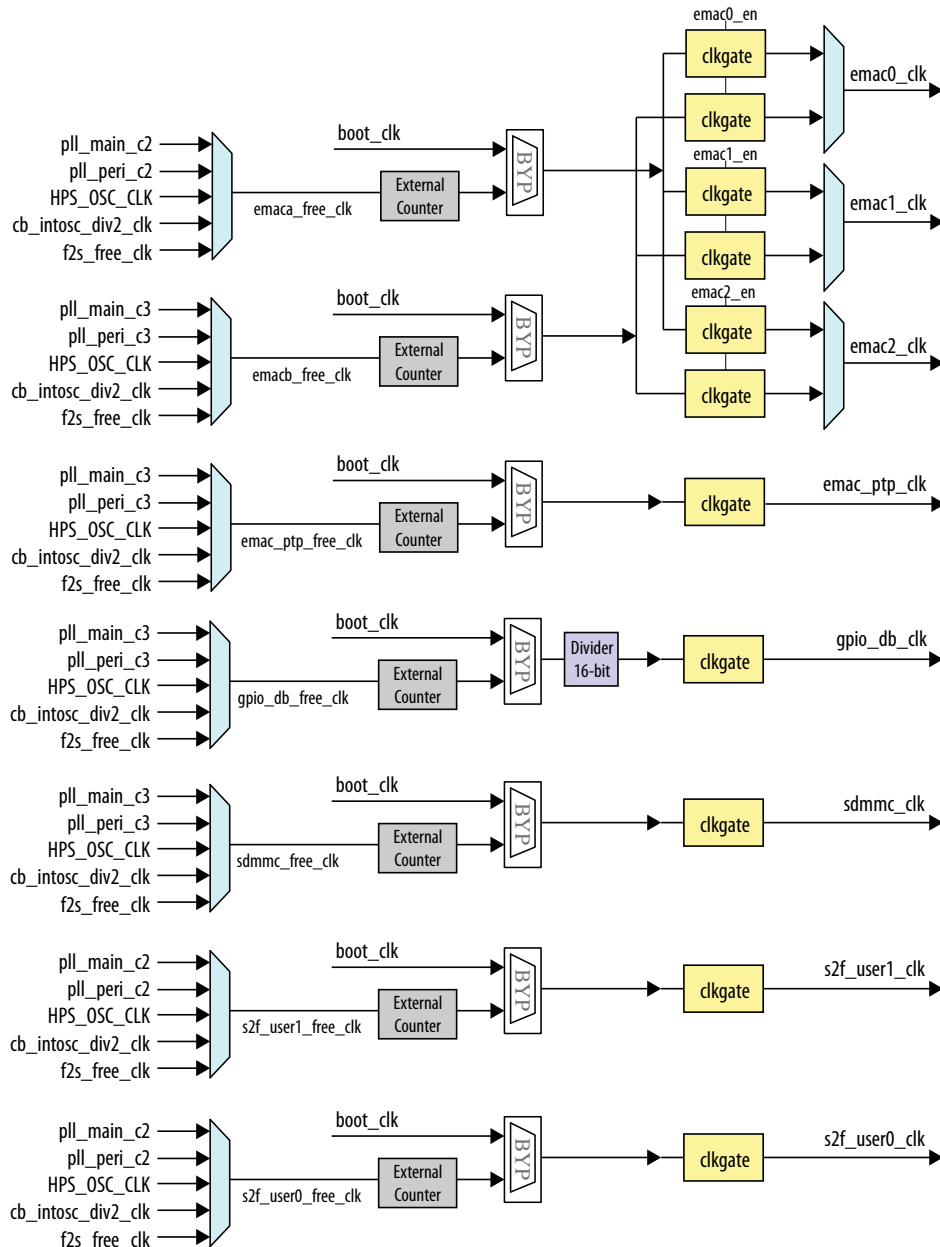 emac0_en
clkgate
emac0_clk
clkgate
pll_main_c2
boot_clk
pll_peri_c2
BYP
emac1_en
HPS_OSC_CLK
External
Counter
clkgate
emac1_clk
emaca_free_clk
cb_intosc_div2_clk
f2s_free_clk
clkgate
pll_main_c3
boot_clk
emac2_en
pll_peri_c3
BYP
clkgate
emac2_clk
HPS_OSC_CLK
External
Counter
emacb_free_clk
cb_intosc_div2_clk
clkgate
f2s_free_clk
pll_main_c3
boot_clk
pll_peri_c3
BYP
clkgate
emac_ptp_clk
HPS_OSC_CLK
External
Counter
emac_ptp_free_clk
cb_intosc_div2_clk
f2s_free_clk
pll_main_c3
boot_clk
pll_peri_c3
BYP
Divider
16-bit
clkgate
gpio_db_clk
HPS_OSC_CLK
External
Counter
gpio_db_free_clk
cb_intosc_div2_clk
f2s_free_clk
pll_main_c3
boot_clk
pll_peri_c3
BYP
clkgate
sdmmc_clk
HPS_OSC_CLK
External
Counter
sdmmc_free_clk
cb_intosc_div2_clk
f2s_free_clk
pll_main_c2
boot_clk
pll_peri_c2
BYP
clkgate
s2f_user1_clk
HPS_OSC_CLK
External
Counter
s2f_user1_free_clk
cb_intosc_div2_clk
f2s_free_clk
pll_main_c2
boot_clk
pll_peri_c2
BYP
clkgate
s2f_user0_clk
HPS_OSC_CLK
External
Counter
s2f_user0_free_clk
cb_intosc_div2_clk
f2s_free_clk